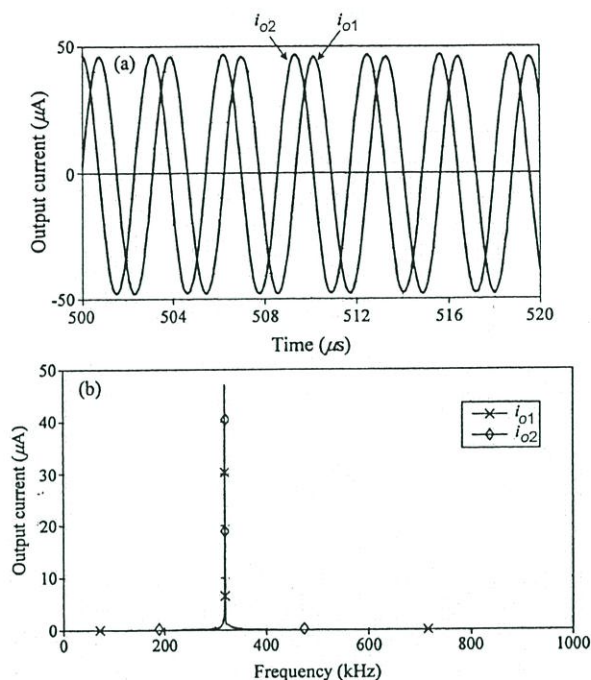 i_o2 i_o1
50
(a)
Output current (μA)
0
-50
500 504 508 512 516 520
Time (μs)
50
(b)
× i_o1
◇ i_o2
40
30
Output current (μA)
20
10
0
0 200 400 600 800 1000
Frequency (kHz)